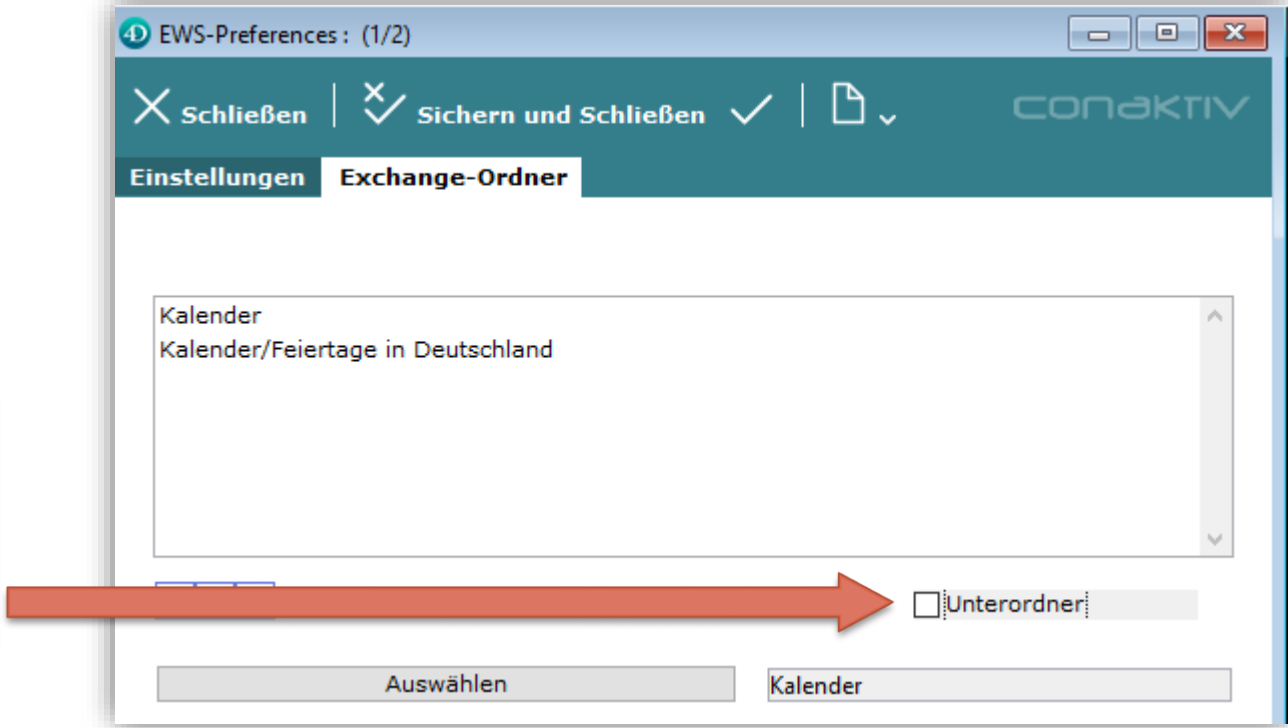 EWS-Preferences : (1/2)
Schließen Sichern und Schließen conaktiv
Einstellungen Exchange-Ordner
Kalender
Kalender/Feiertage in Deutschland
Unterordner
Auswählen Kalender